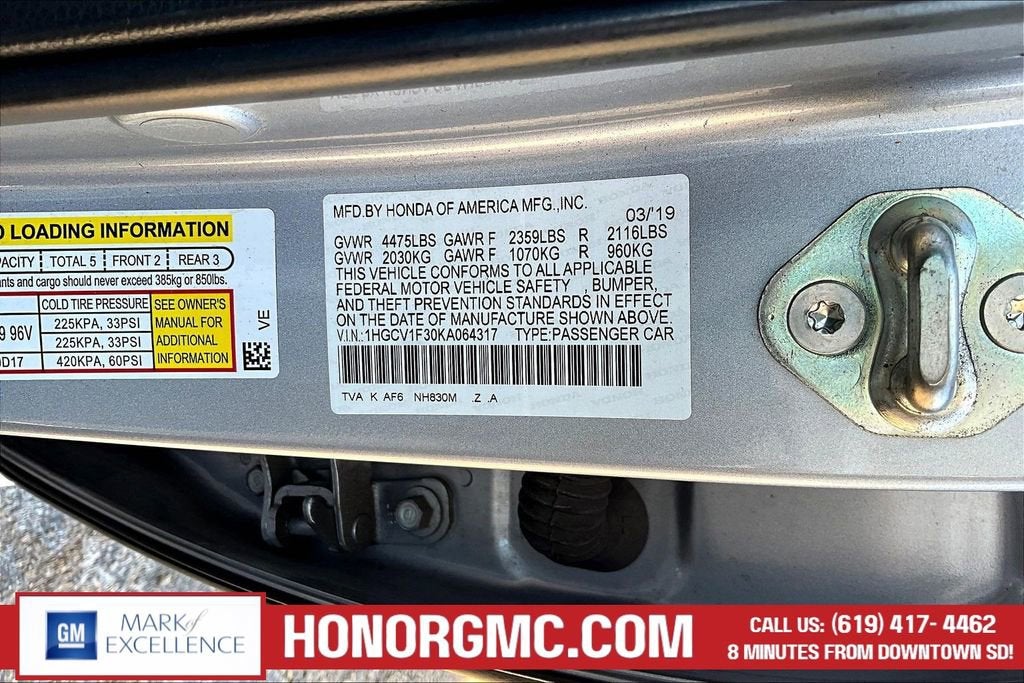 O LOADING INFORMATION
PACITY TOTAL 5 FRONT 2 REAR 3
ants and cargo should never exceed 385kg or 850lbs.
COLD TIRE PRESSURE SEE OWNER'S
9 96V 225KPA, 33PSI MANUAL FOR
225KPA, 33PSI ADDITIONAL
D17 420KPA, 60PSI INFORMATION
VE
MFD.BY HONDA OF AMERICA MFG.,INC. 03/'19
GVWR 4475LBS GAWR F 2359LBS R 2116LBS
GVWR 2030KG GAWR F 1070KG R 960KG
THIS VEHICLE CONFORMS TO ALL APPLICABLE
FEDERAL MOTOR VEHICLE SAFETY , BUMPER,
AND THEFT PREVENTION STANDARDS IN EFFECT
ON THE DATE OF MANUFACTURE SHOWN ABOVE.
V.I.N.:1HGCV1F30KA064317 TYPE:PASSENGER CAR
TVA K AF6 NH830M .Z .A
GM
MARK of
EXCELLENCE
HONORGMC.COM
CALL US: (619) 417- 4462
8 MINUTES FROM DOWNTOWN SD!